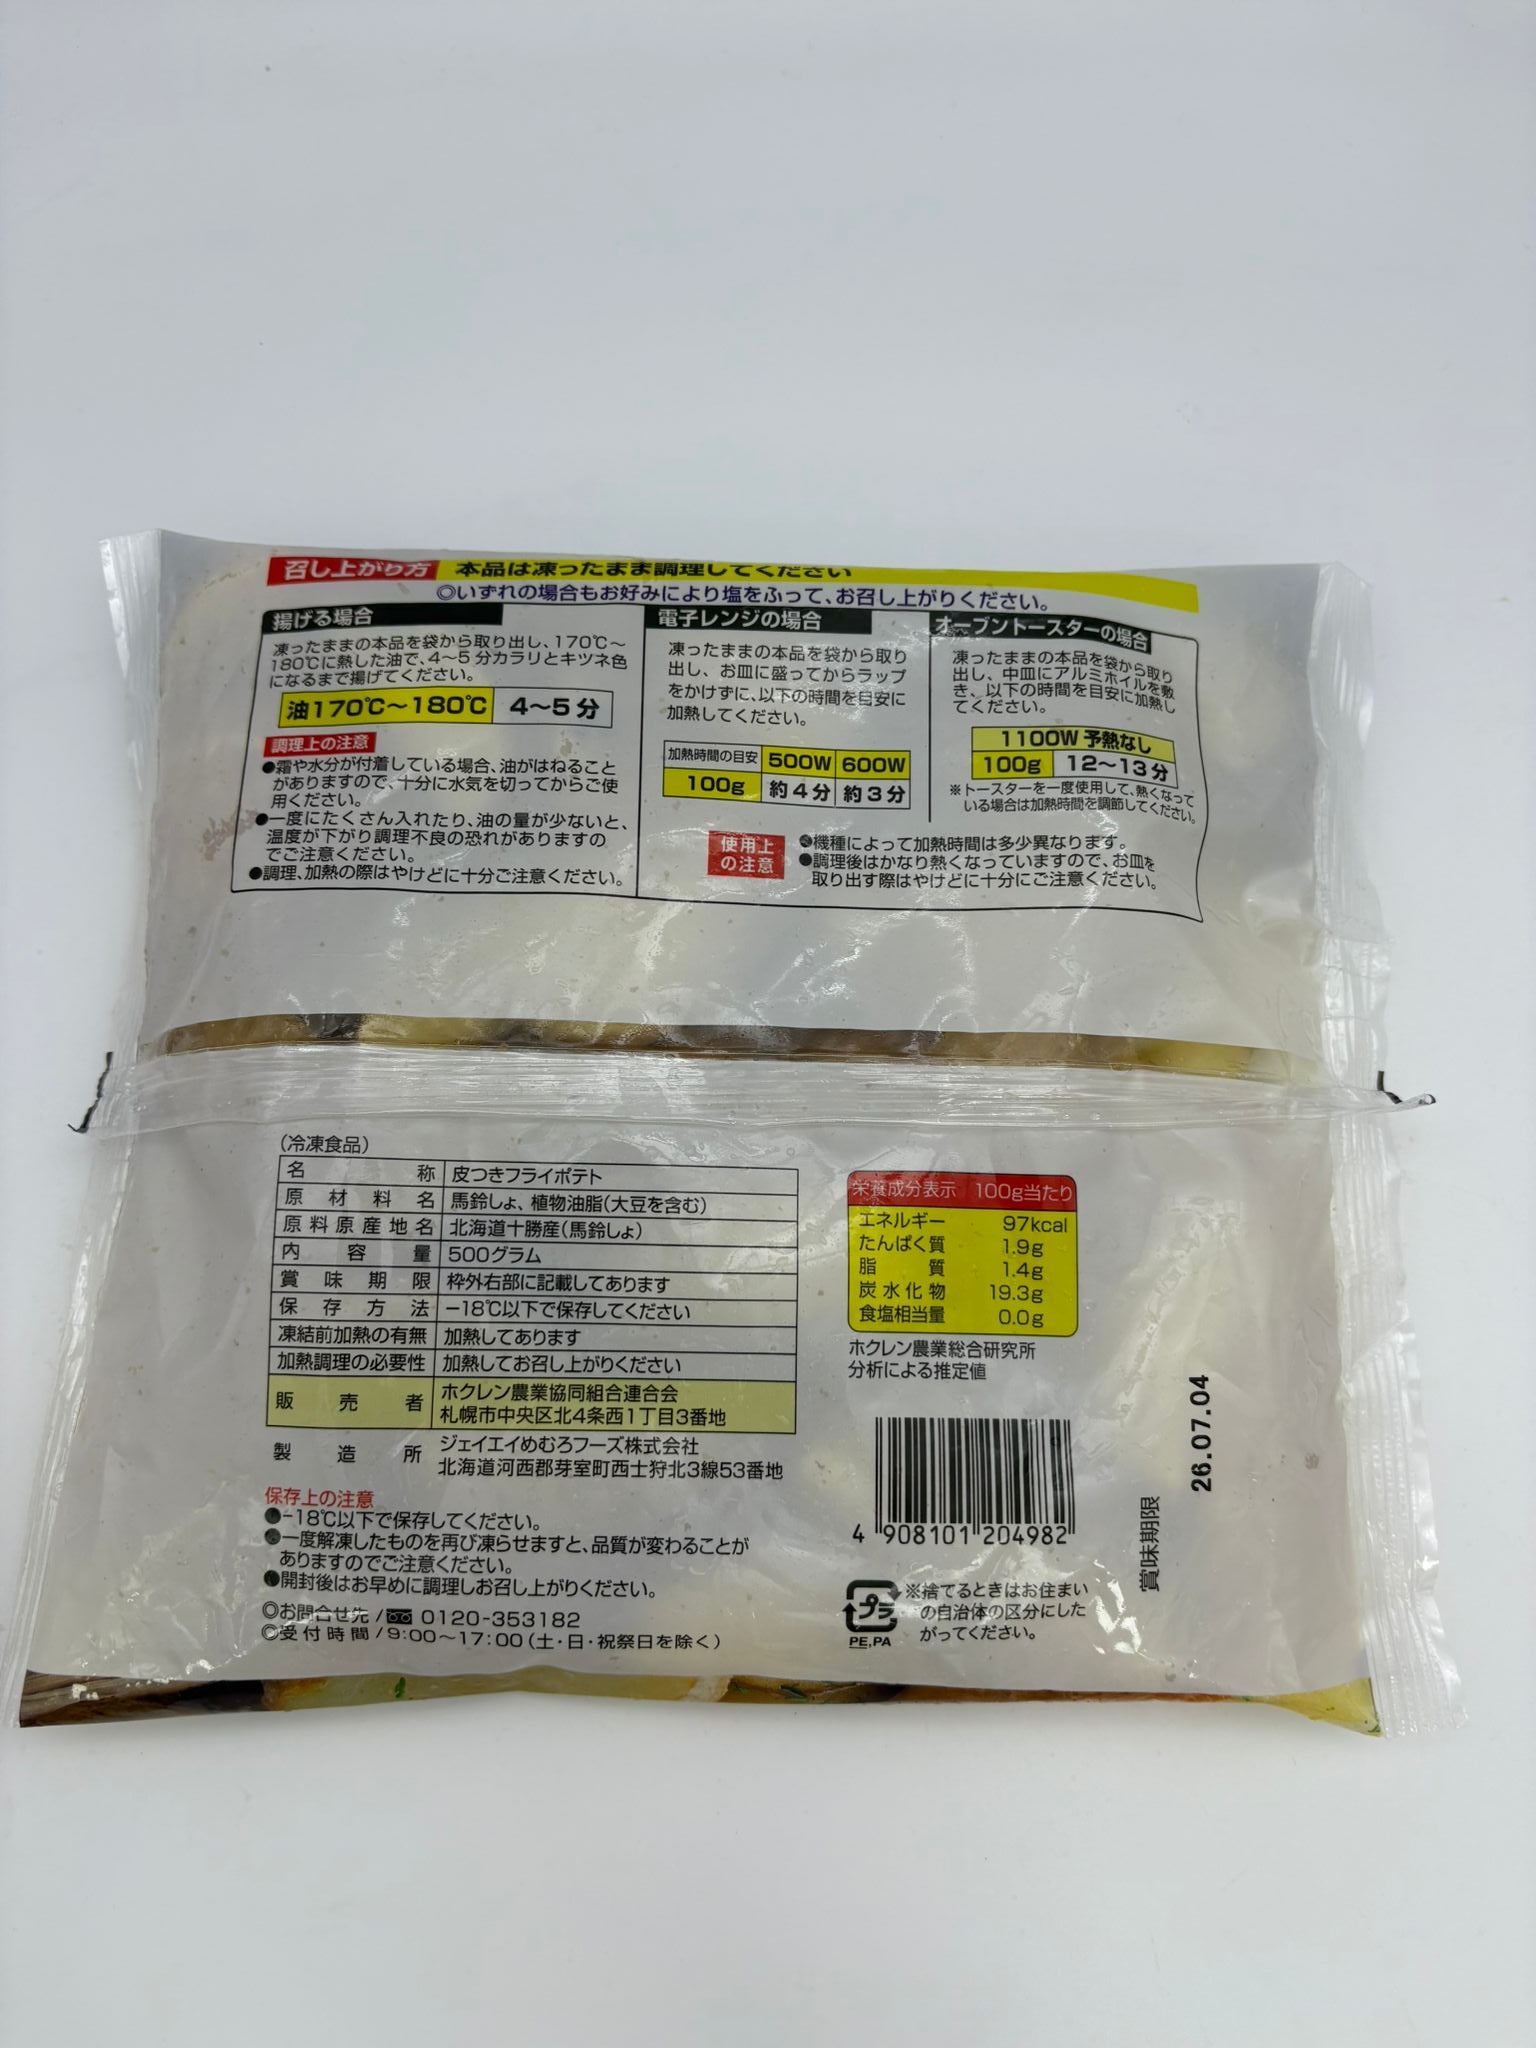 召し上がり方 本品は凍ったまま調理してください
◎いずれの場合もお好みにより塩をふって、お召し上がりください。
揚げる場合
凍ったままの本品を袋から取り出し、170℃〜
180℃に熱した油で、4〜5分カラリとキツネ色
になるまで揚げてください。
油170℃〜180℃ 4〜5分
調理上の注意
●霜や水分が付着している場合、油がはねること
がありますので、十分に水気を切ってからご使
用ください。
●一度にたくさん入れたり、油の量が少ないと、
温度が下がり調理不良の恐れがありますの
でご注意ください。
●調理、加熱の際はやけどに十分ご注意ください。
電子レンジの場合
凍ったままの本品を袋から取り
出し、お皿に盛ってからラップ
をかけずに、以下の時間を目安に
加熱してください。
加熱時間の目安 500W 600W
100g 約4分 約3分
オーブントースターの場合
凍ったままの本品を袋から取り
出し、中皿にアルミホイルを敷
き、以下の時間を目安に加熱し
てください。
1100W 予熱なし
100g 12〜13分
※トースターを一度使用して、熱くなって
いる場合は加熱時間を調節してください。
使用上
の注意
●機種によって加熱時間は多少異なります。
●調理後はかなり熱くなっていますので、お皿を
取り出す際はやけどに十分にご注意ください。
(冷凍食品)
名称 皮つきフライポテト
原材料名 馬鈴しょ、植物油脂(大豆を含む)
原料原産地名 北海道十勝産(馬鈴しょ)
内容量 500グラム
賞味期限 枠外右部に記載してあります
保存方法 −18℃以下で保存してください
凍結前加熱の有無 加熱してあります
加熱調理の必要性 加熱してお召し上がりください
販売者 ホクレン農業協同組合連合会
札幌市中央区北4条西1丁目3番地
製造所 ジェイエイめむろフーズ株式会社
北海道河西郡芽室町西士狩北3線53番地
保存上の注意
●−18℃以下で保存してください。
●一度解凍したものを再び凍らせますと、品質が変わることが
ありますのでご注意ください。
●開封後はお早めに調理しお召し上がりください。
◎お問合せ先/0120-353182
◎受付時間/9:00〜17:00(土・日・祝祭日を除く)
栄養成分表示 100g当たり
エネルギー 97kcal
たんぱく質 1.9g
脂質 1.4g
炭水化物 19.3g
食塩相当量 0.0g
ホクレン農業総合研究所
分析による推定値
4 908101 204982
プラ
PE,PA
※捨てるときはお住まい
の自治体の区分にした
がってください。
賞味期限
26.07.04